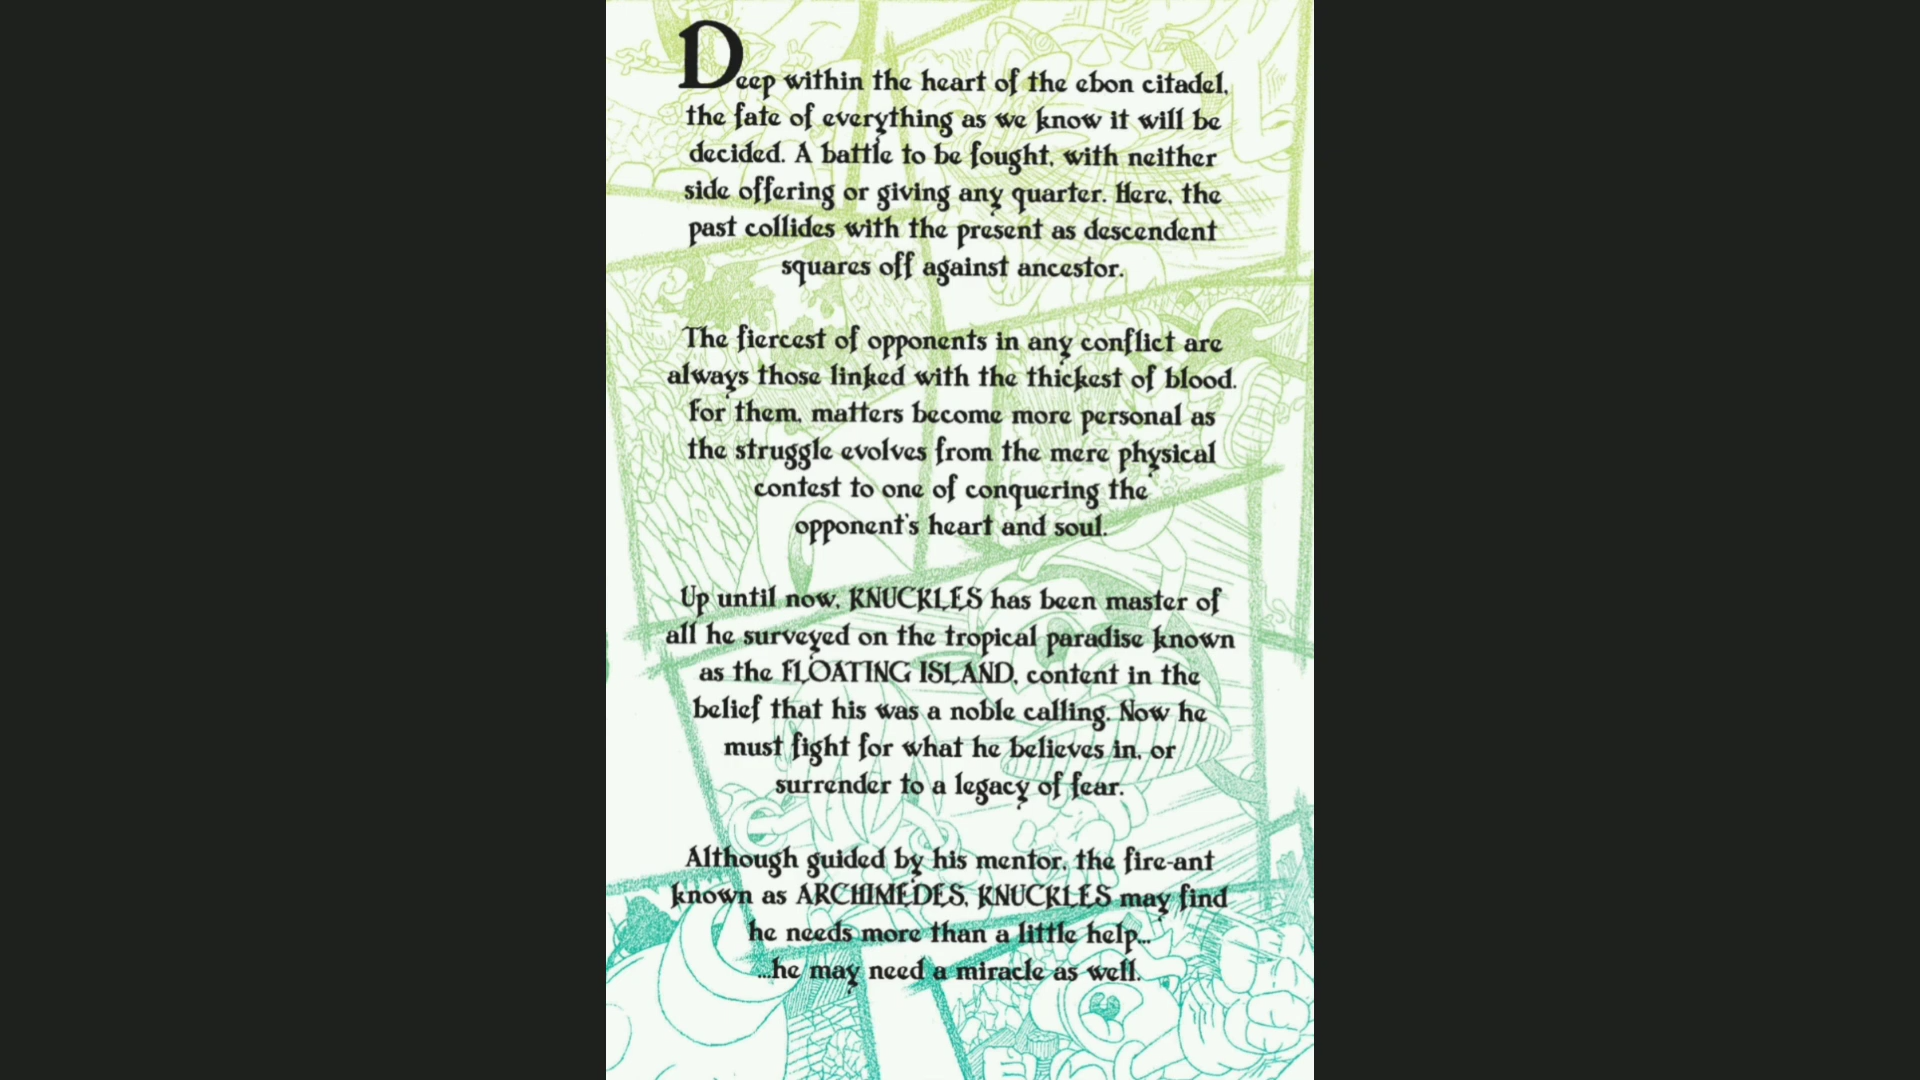 Deep within the heart of the ebon citadel,
the fate of everything as we know it will be
decided. A battle to be fought, with neither
side offering or giving any quarter. Here, the
past collides with the present as descendent
squares off against ancestor.
The fiercest of opponents in any conflict are
always those linked with the thickest of blood.
For them, matters become more personal as
the struggle evolves from the mere physical
contest to one of conquering the
opponent's heart and soul.
Up until now, KNUCKLES has been master of
all he surveyed on the tropical paradise known
as the FLOATING ISLAND, content in the
belief that his was a noble calling. Now he
must fight for what he believes in, or
surrender to a legacy of fear.
Although guided by his mentor, the fire-ant
known as ARCHIMEDES, KNUCKLES may find
he needs more than a little help...
...he may need a miracle as well.